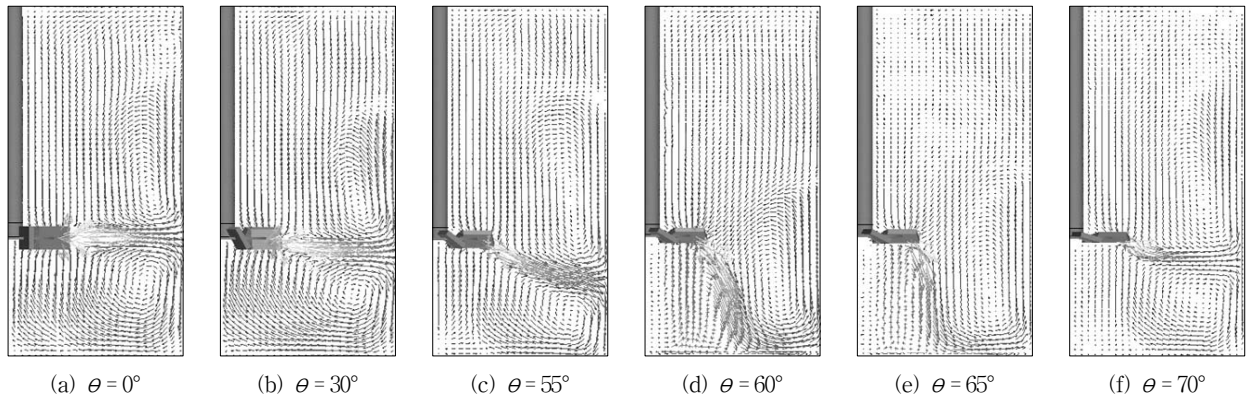 (a) θ = 0° (b) θ = 30° (c) θ = 55° (d) θ = 60° (e) θ = 65° (f) θ = 70°